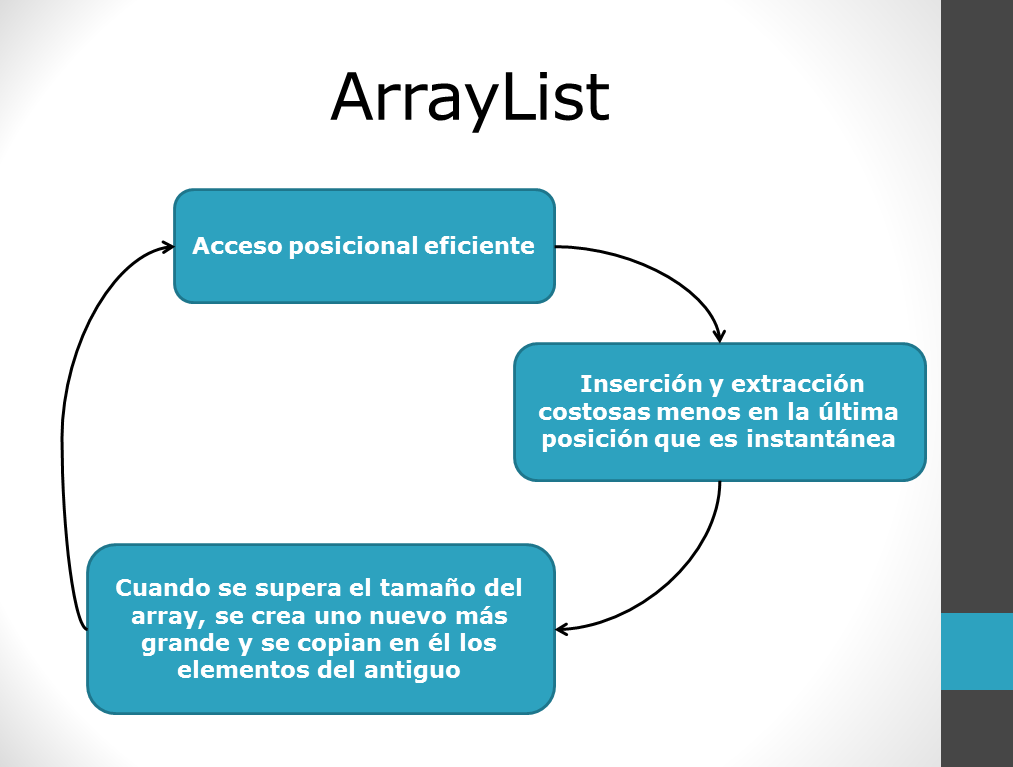 ArrayList
Acceso posicional eficiente
Inserción y extracción
costosas menos en la última
posición que es instantánea
Cuando se supera el tamaño del
array, se crea uno nuevo más
grande y se copian en él los
elementos del antiguo